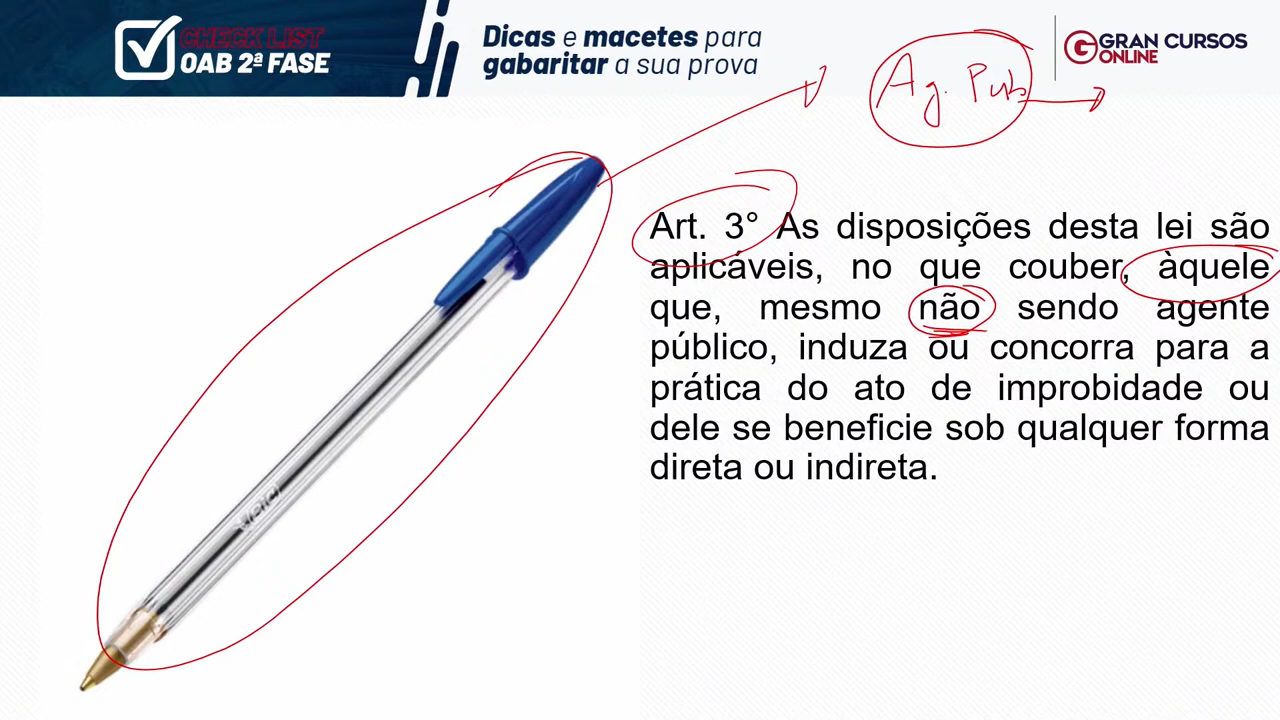 CHECK LIST
OAB 2ª FASE
Dicas e macetes para
gabaritar a sua prova
GRAN CURSOS
ONLINE
Ag. Pub
Art. 3° As disposições desta lei são
aplicáveis, no que couber, àquele
que, mesmo não sendo agente
público, induza ou concorra para a
prática do ato de improbidade ou
dele se beneficie sob qualquer forma
direta ou indireta.